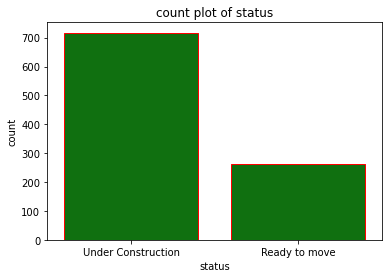 count plot of status
700
600
500
400
300
200
100
0
count
Under Construction
Ready to move
status